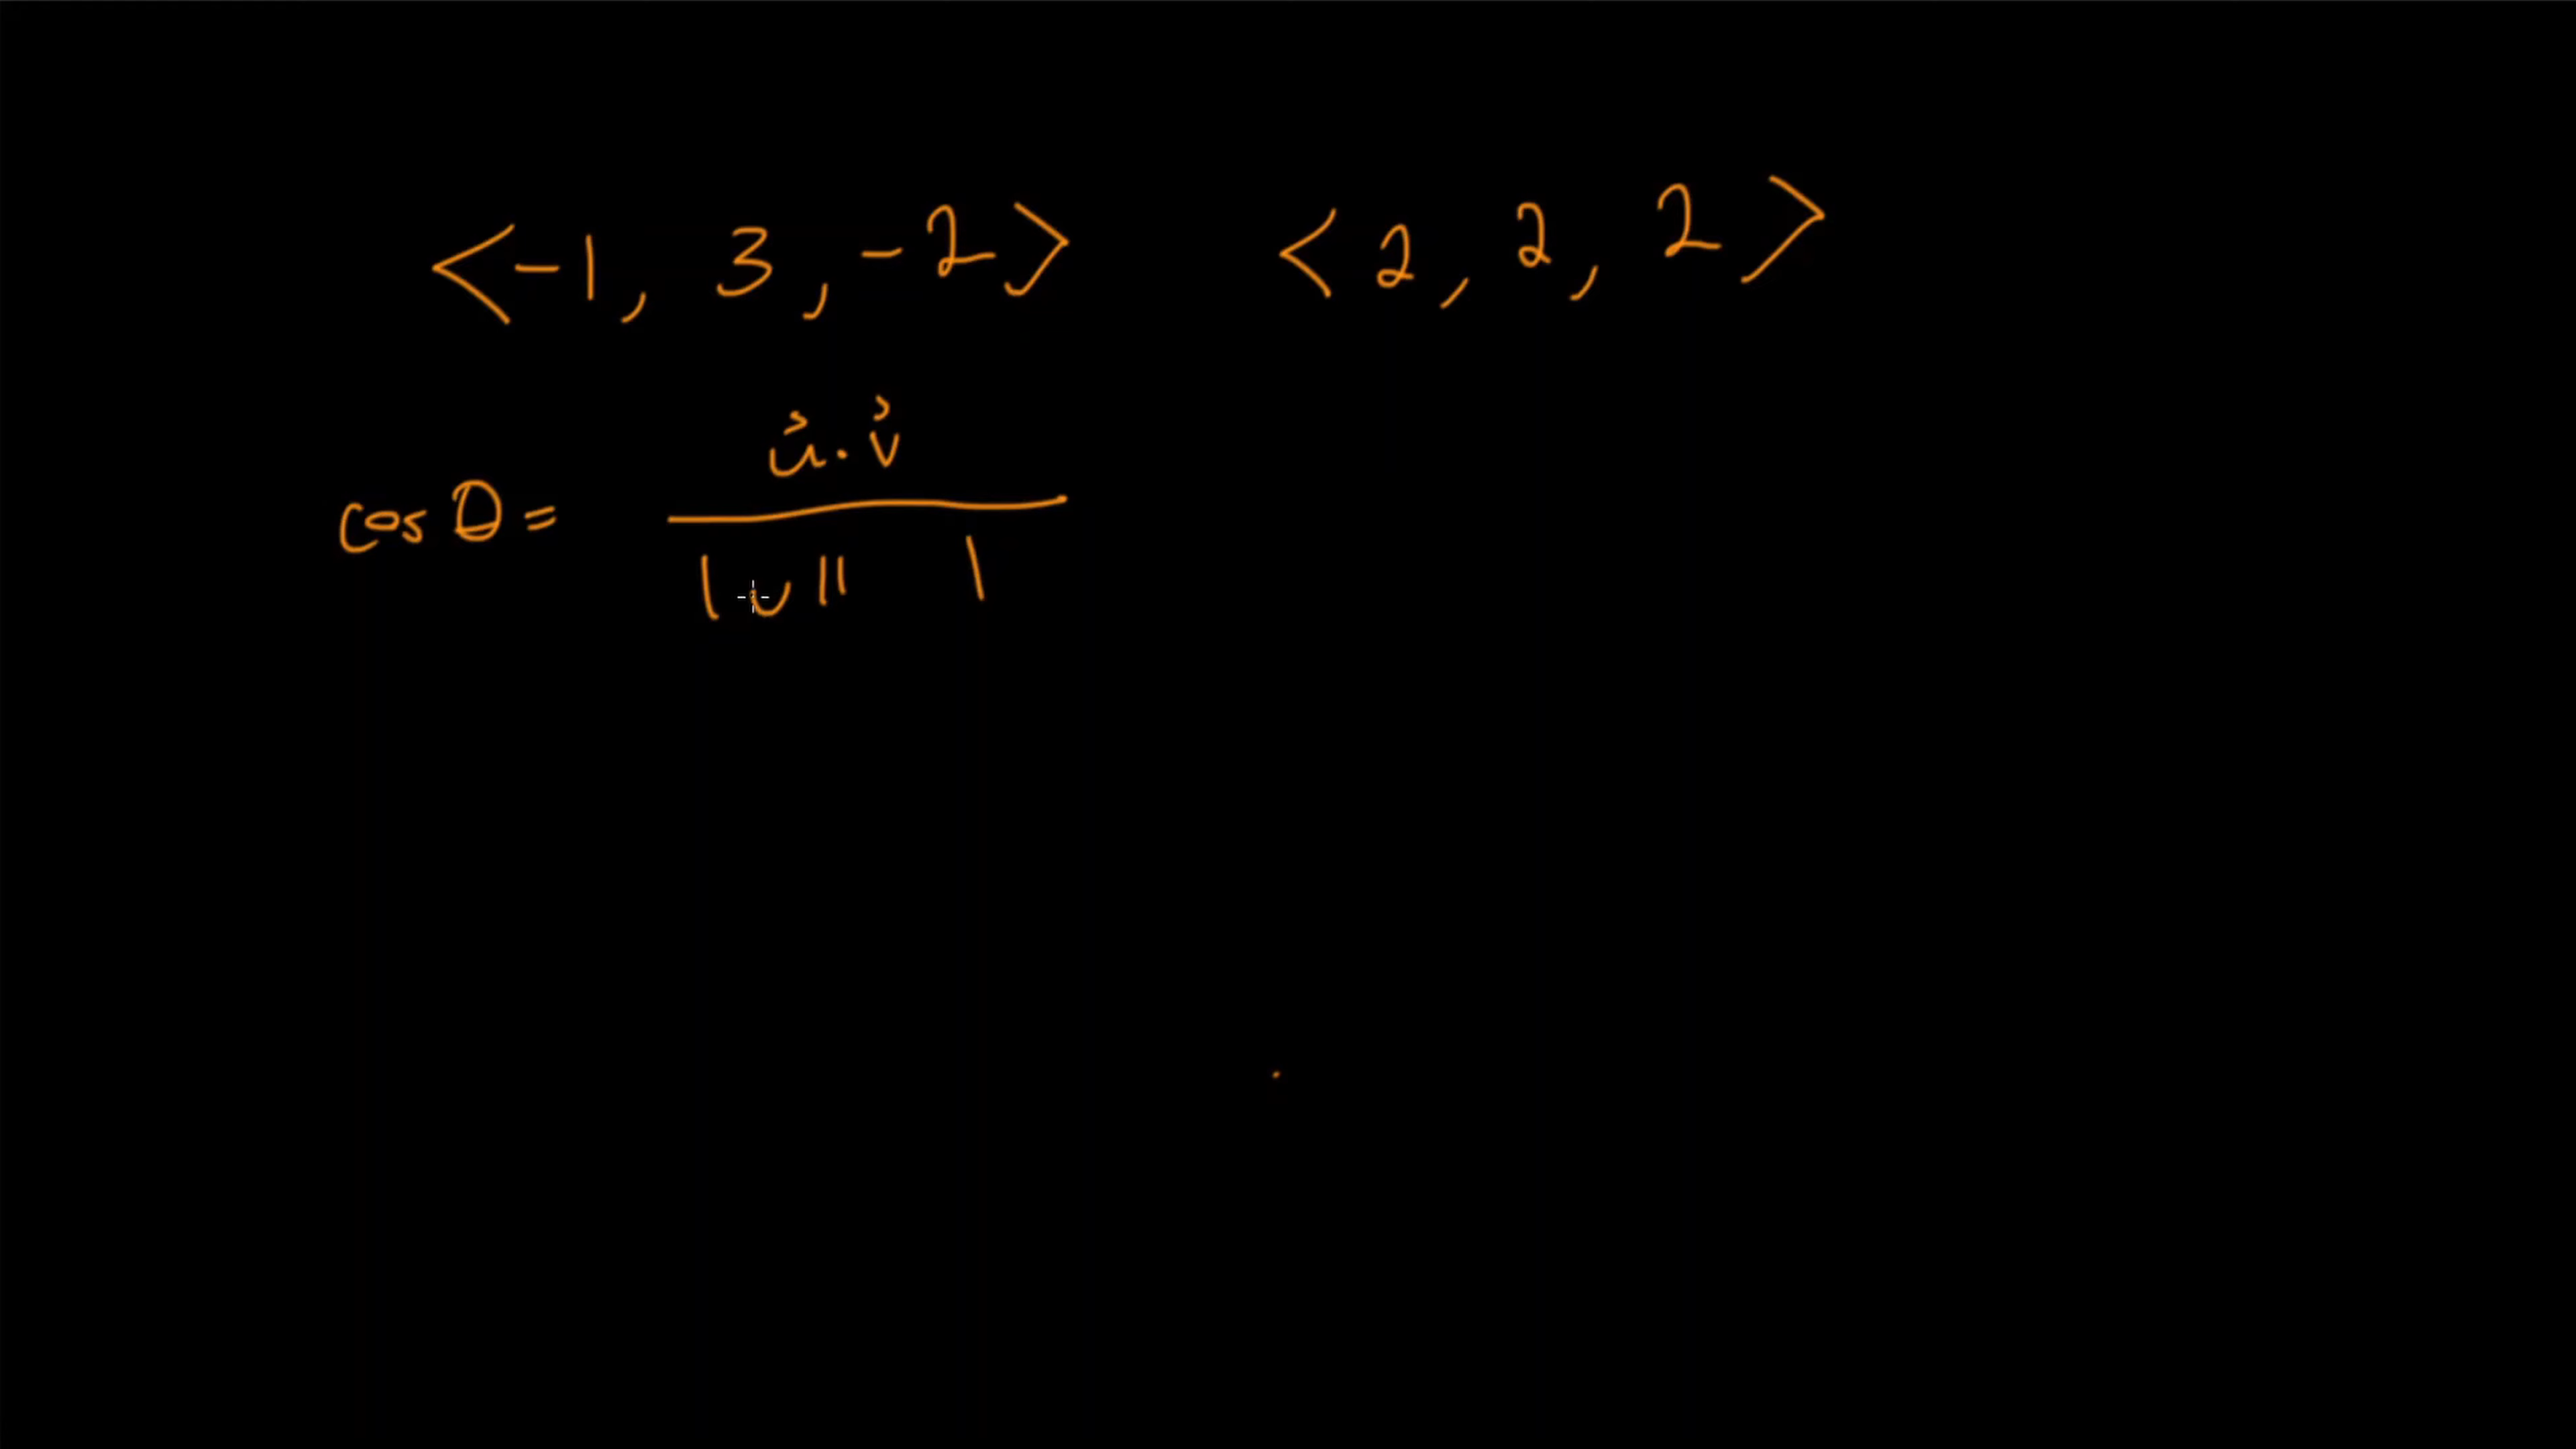 <-1, 3, -2> <2, 2, 2>
cos θ = u⃗ · v⃗ / |u|| |